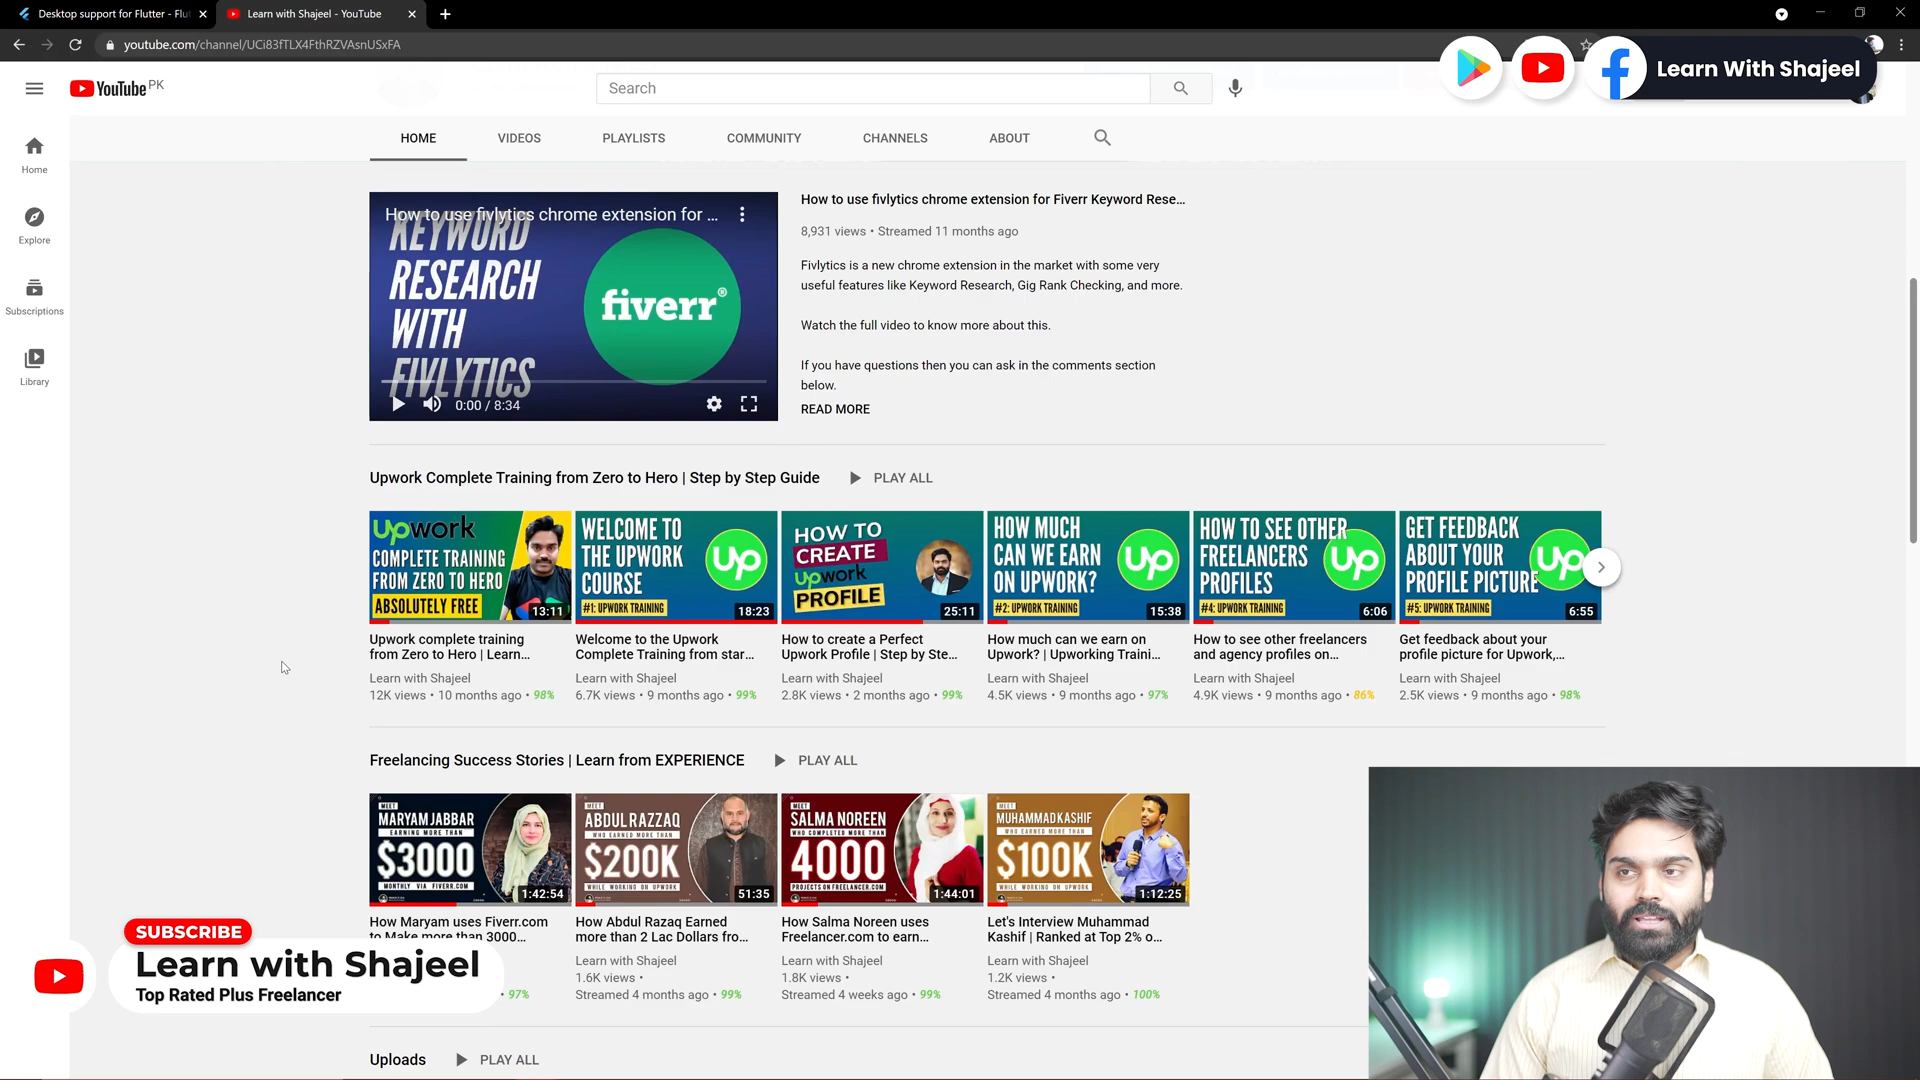 Desktop support for Flutter - Flut
Learn with Shajeel - YouTube
youtube.com/channel/UCi83fTLX4FthRZVAsnUSxFA
Learn With Shajeel
YouTube PK
Search
Home
Explore
Subscriptions
Library
HOME
VIDEOS
PLAYLISTS
COMMUNITY
CHANNELS
ABOUT
How to use fivlytics chrome extension for ...
KEYWORD
RESEARCH
WITH
FIVLYTICS
fiverr®
0:00 / 8:34
How to use fivlytics chrome extension for Fiverr Keyword Rese...
8,931 views • Streamed 11 months ago
Fivlytics is a new chrome extension in the market with some very
useful features like Keyword Research, Gig Rank Checking, and more.
Watch the full video to know more about this.
If you have questions then you can ask in the comments section
below.
READ MORE
Upwork Complete Training from Zero to Hero | Step by Step Guide
PLAY ALL
Upwork
COMPLETE TRAINING
FROM ZERO TO HERO
ABSOLUTELY FREE
13:11
Upwork complete training
from Zero to Hero | Learn...
Learn with Shajeel
12K views • 10 months ago • 98%
WELCOME TO
THE UPWORK
COURSE
#1: UPWORK TRAINING
Up
18:23
Welcome to the Upwork
Complete Training from star...
Learn with Shajeel
6.7K views • 9 months ago • 99%
HOW TO
CREATE
upwork
PROFILE
25:11
How to create a Perfect
Upwork Profile | Step by Ste...
Learn with Shajeel
2.8K views • 2 months ago • 99%
HOW MUCH
CAN WE EARN
ON UPWORK?
#2: UPWORK TRAINING
Up
15:38
How much can we earn on
Upwork? | Upworking Traini...
Learn with Shajeel
4.5K views • 9 months ago • 97%
HOW TO SEE OTHER
FREELANCERS
PROFILES
#4: UPWORK TRAINING
Up
6:06
How to see other freelancers
and agency profiles on...
Learn with Shajeel
4.9K views • 9 months ago • 86%
GET FEEDBACK
ABOUT YOUR
PROFILE PICTURE
#5: UPWORK TRAINING
Up
6:55
Get feedback about your
profile picture for Upwork,...
Learn with Shajeel
2.5K views • 9 months ago • 98%
Freelancing Success Stories | Learn from EXPERIENCE
PLAY ALL
MEET
MARYAM JABBAR
EARNING MORE THAN
$3000
MONTHLY VIA FIVERR.COM
1:42:54
How Maryam uses Fiverr.com
to Make more than 3000...
97%
MEET
ABDUL RAZZAQ
WHO EARNED MORE THAN
$200K
WHILE WORKING ON UPWORK
51:35
How Abdul Razaq Earned
more than 2 Lac Dollars fro...
Learn with Shajeel
1.6K views •
Streamed 4 months ago • 99%
MEET
SALMA NOREEN
WHO COMPLETED MORE THAN
4000
PROJECTS ON FREELANCER.COM
1:44:01
How Salma Noreen uses
Freelancer.com to earn...
Learn with Shajeel
1.8K views •
Streamed 4 weeks ago • 99%
MEET
MUHAMMAD KASHIF
WHO EARNED MORE THAN
$100K
WHILE WORKING ON UPWORK
1:12:25
Let's Interview Muhammad
Kashif | Ranked at Top 2% o...
Learn with Shajeel
1.2K views •
Streamed 4 months ago • 100%
SUBSCRIBE
Learn with Shajeel
Top Rated Plus Freelancer
Uploads
PLAY ALL